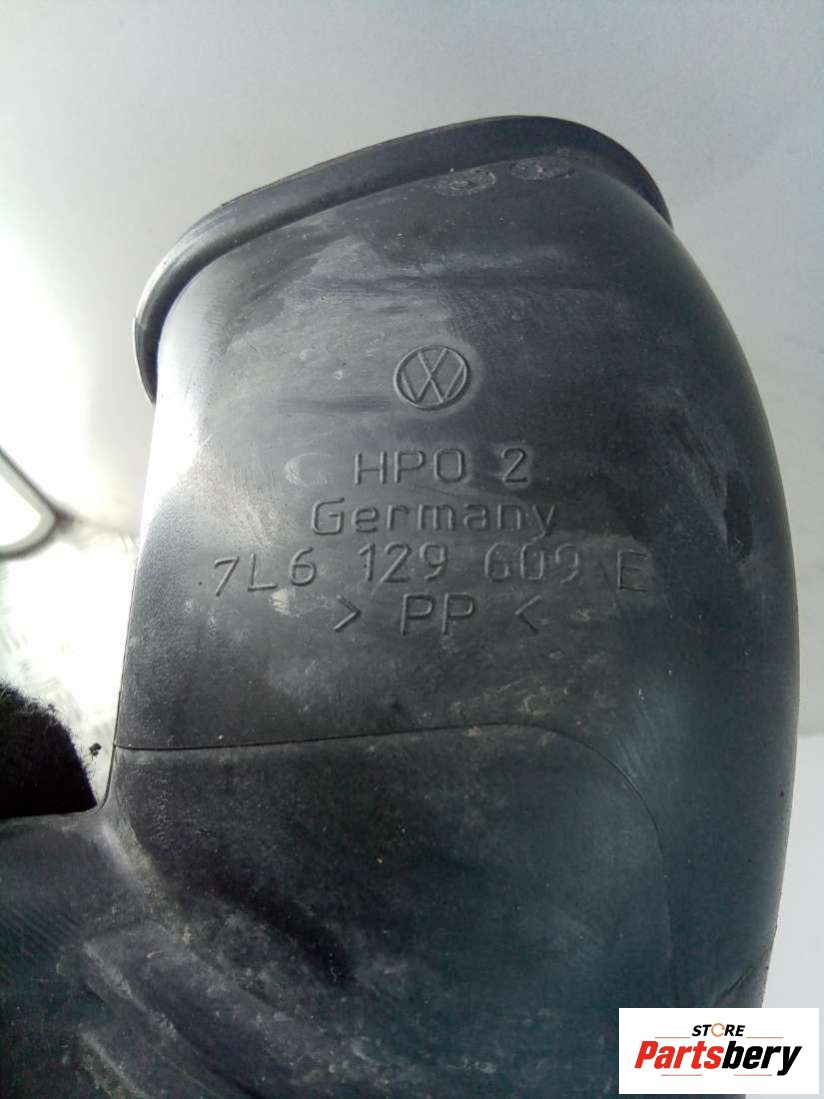 HPO 2
Germany
7L6 129 609 E
> PP <
STORE
Partsbery